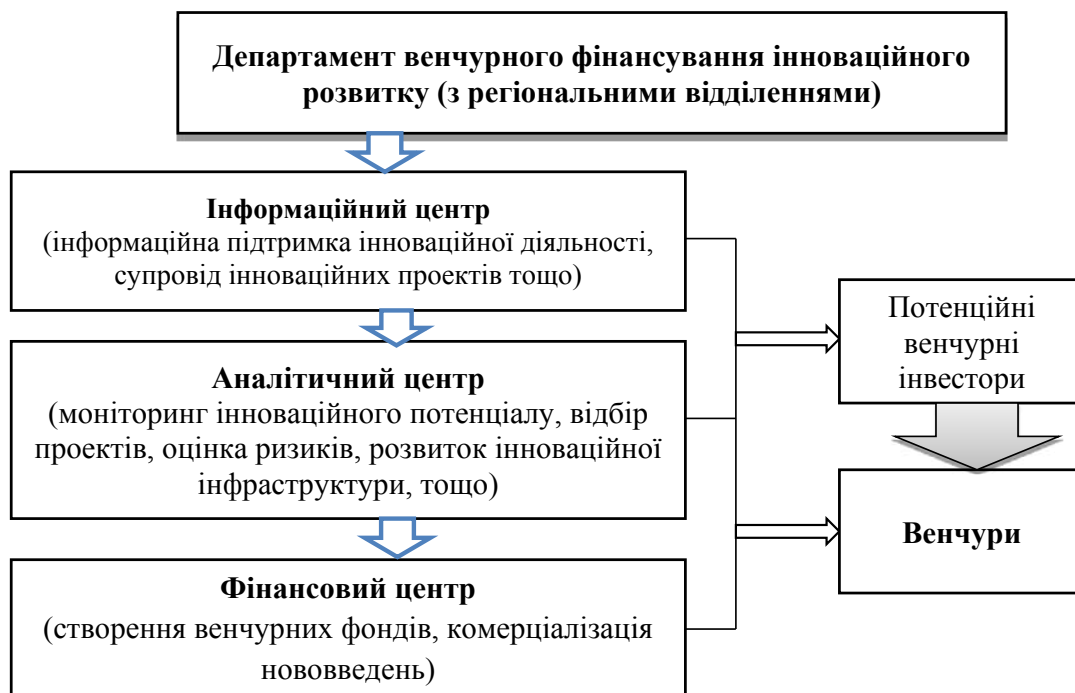 Департамент венчурного фінансування інноваційного
розвитку (з регіональними відділеннями)
Інформаційний центр
(інформаційна підтримка інноваційної діяльності,
супровід інноваційних проектів тощо)
Аналітичний центр
(моніторинг інноваційного потенціалу, відбір
проектів, оцінка ризиків, розвиток інноваційної
інфраструктури, тощо)
Фінансовий центр
(створення венчурних фондів, комерціалізація
нововведень)
Потенційні
венчурні
інвестори
Венчури